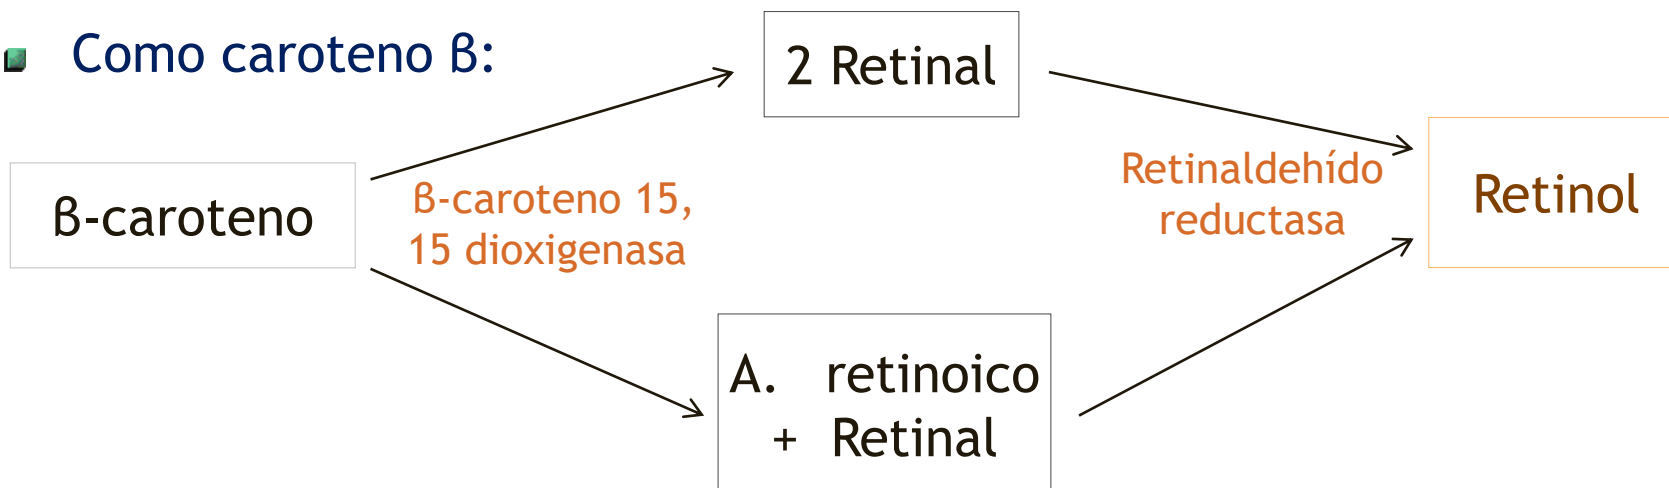 Como caroteno β:
2 Retinal
β-caroteno
β-caroteno 15,
15 dioxigenasa
Retinaldehído
reductasa
Retinol
A. retinoico
+ Retinal